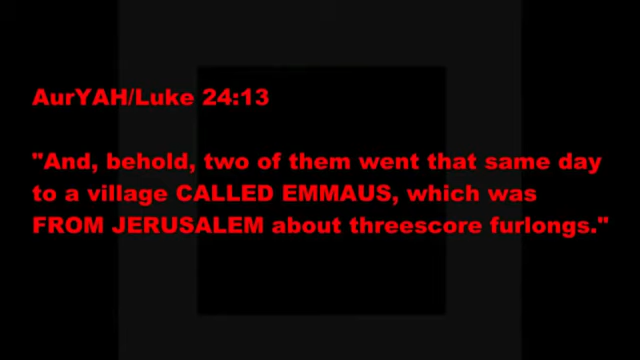 AurYAH/Luke 24:13
"And, behold, two of them went that same day
to a village CALLED EMMAUS, which was
FROM JERUSALEM about threescore furlongs."